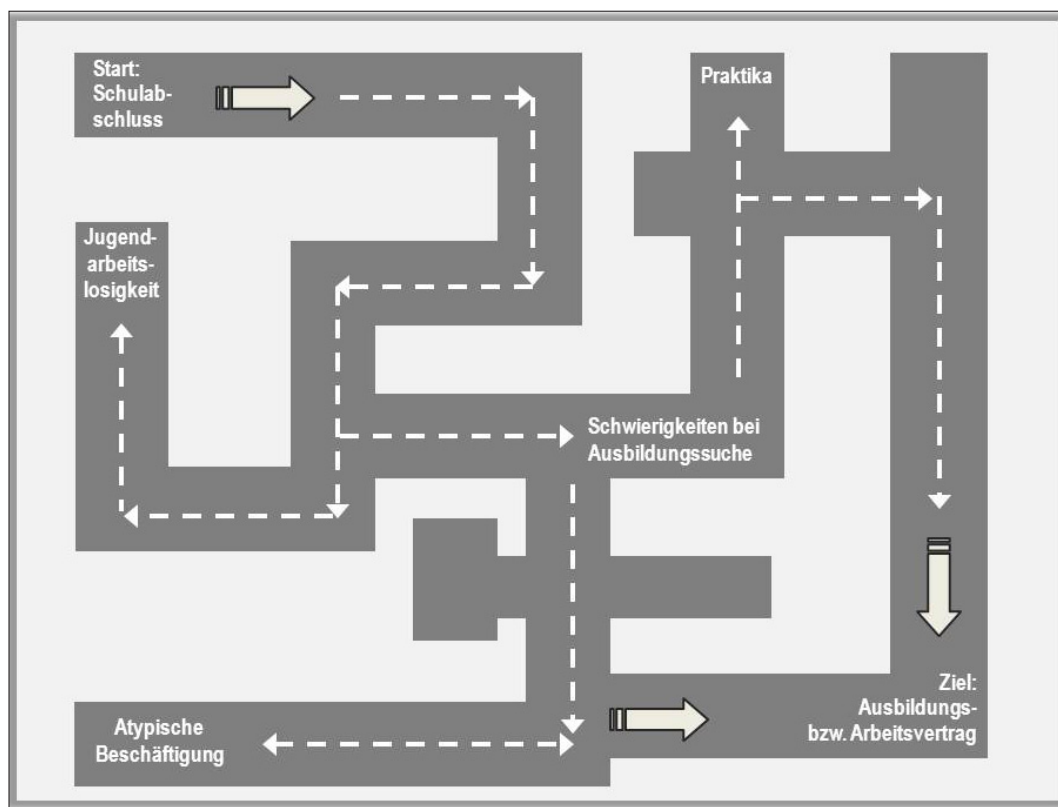 Start:
Schulab-
schluss
Praktika
Jugend-
arbeits-
losigkeit
Schwierigkeiten bei
Ausbildungssuche
Atypische
Beschäftigung
Ziel:
Ausbildungs-
bzw. Arbeitsvertrag